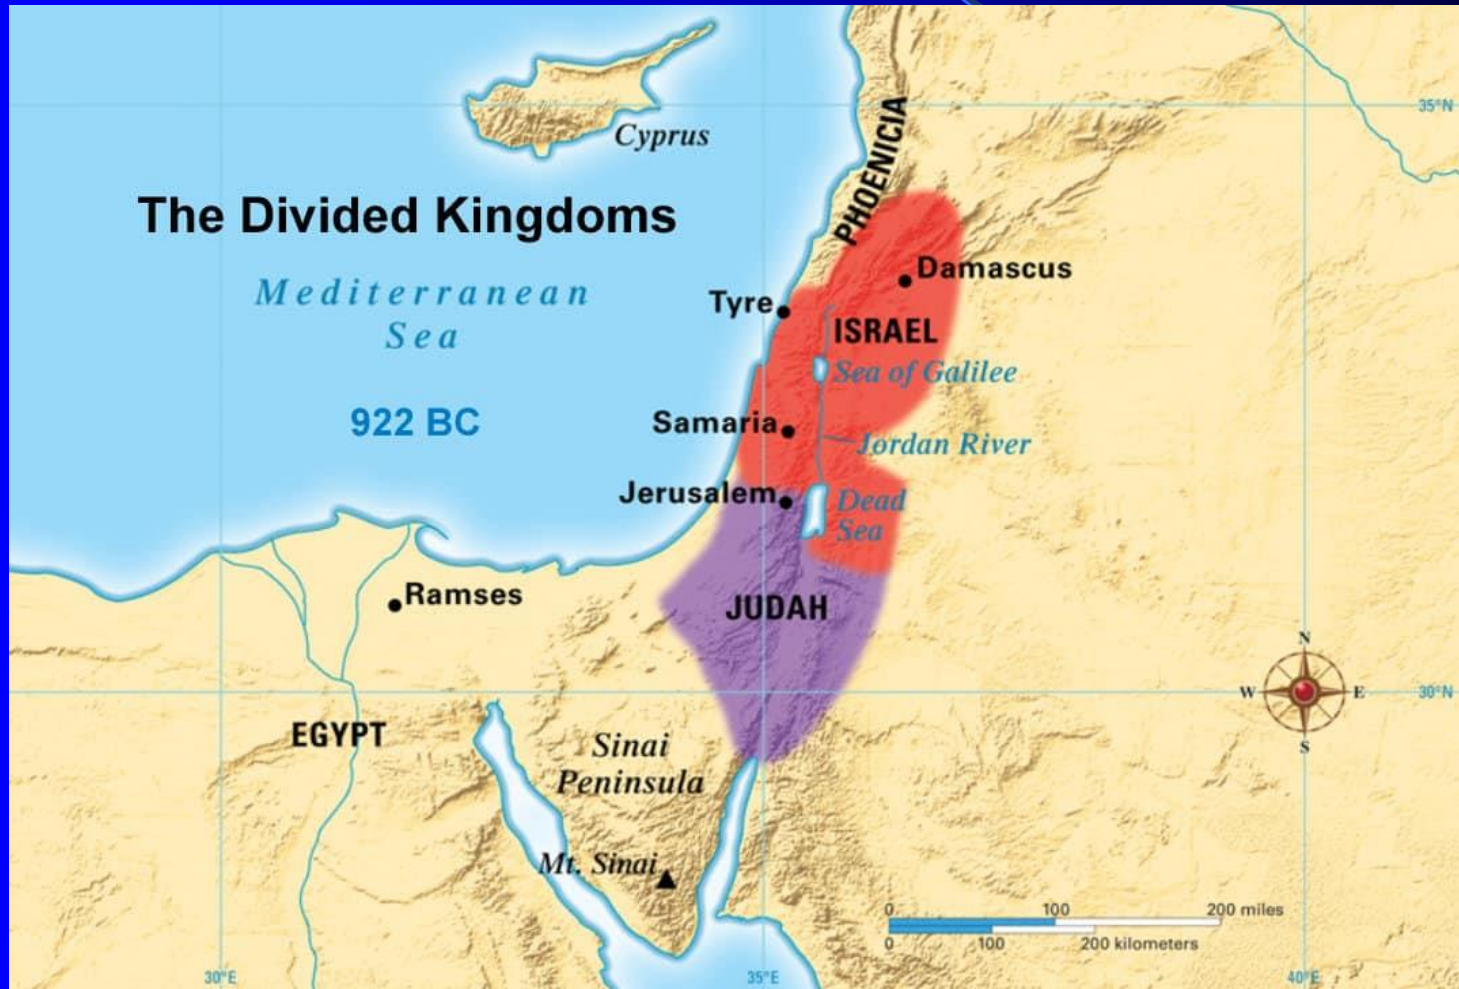 35°N
Cyprus
PHOENICIA
The Divided Kingdoms
Mediterranean
Sea
Damascus
Tyre
ISRAEL
Sea of Galilee
922 BC
Samaria
Jordan River
Jerusalem
Dead
Sea
Ramses
JUDAH
N
W
E
S
30°N
EGYPT
Sinai
Peninsula
Mt. Sinai
0 100 200 miles
0 100 200 kilometers
30°E
35°E
40°E